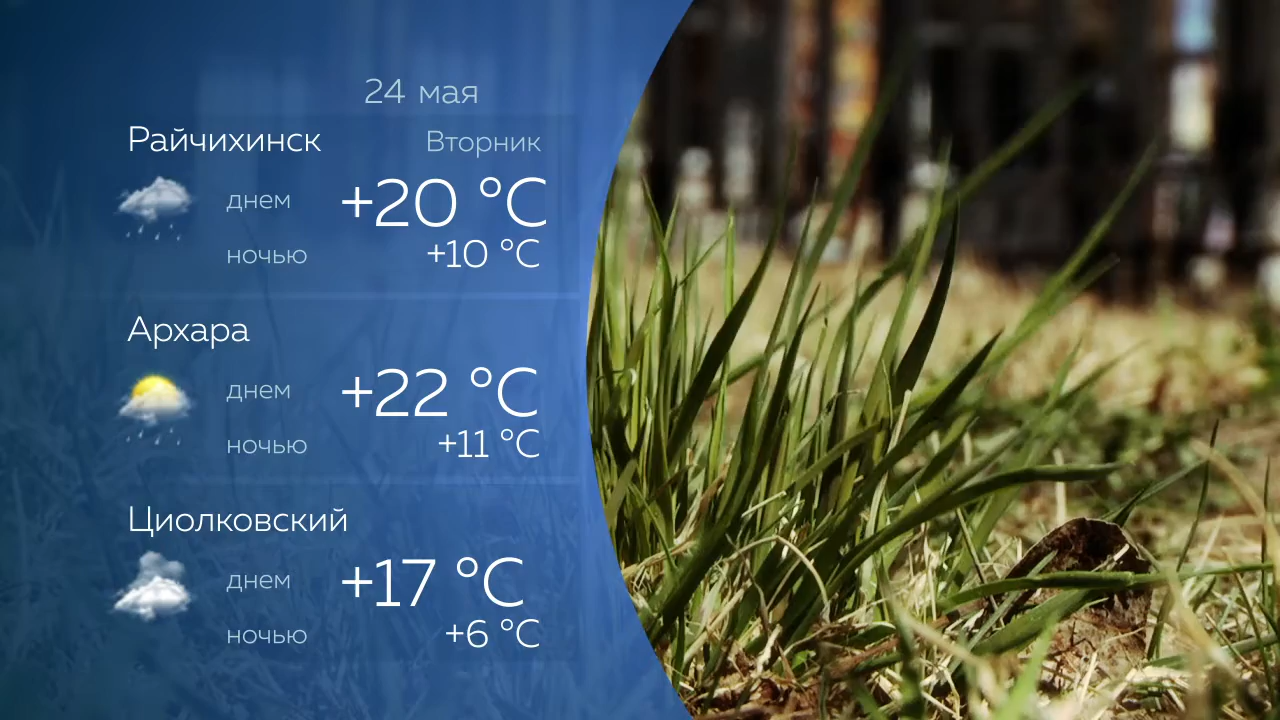 24 мая
Райчихинск Вторник
днем +20 °C
ночью +10 °C
Архара
днем +22 °C
ночью +11 °C
Циолковский
днем +17 °C
ночью +6 °C